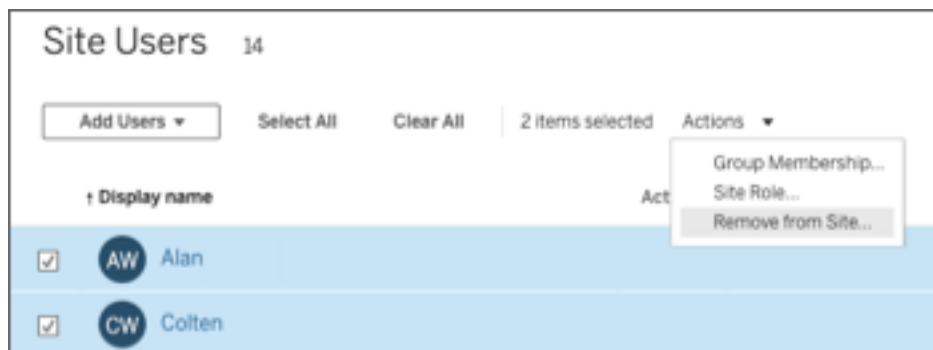 Site Users 14
Add Users Select All Clear All 2 items selected Actions
Group Membership...
↑ Display name Act Site Role...
Remove from Site...
AW Alan
CW Colten